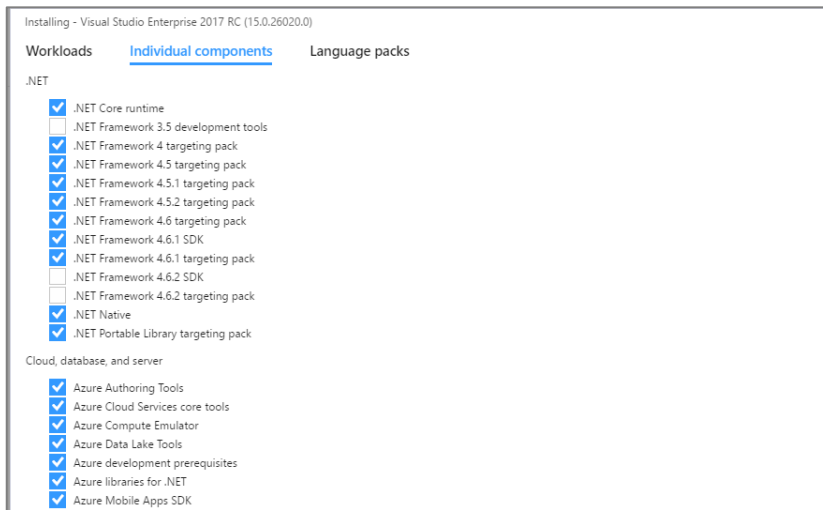 Installing - Visual Studio Enterprise 2017 RC (15.0.26020.0)
Workloads Individual components Language packs
.NET
.NET Core runtime
.NET Framework 3.5 development tools
.NET Framework 4 targeting pack
.NET Framework 4.5 targeting pack
.NET Framework 4.5.1 targeting pack
.NET Framework 4.5.2 targeting pack
.NET Framework 4.6 targeting pack
.NET Framework 4.6.1 SDK
.NET Framework 4.6.1 targeting pack
.NET Framework 4.6.2 SDK
.NET Framework 4.6.2 targeting pack
.NET Native
.NET Portable Library targeting pack
Cloud, database, and server
Azure Authoring Tools
Azure Cloud Services core tools
Azure Compute Emulator
Azure Data Lake Tools
Azure development prerequisites
Azure libraries for .NET
Azure Mobile Apps SDK